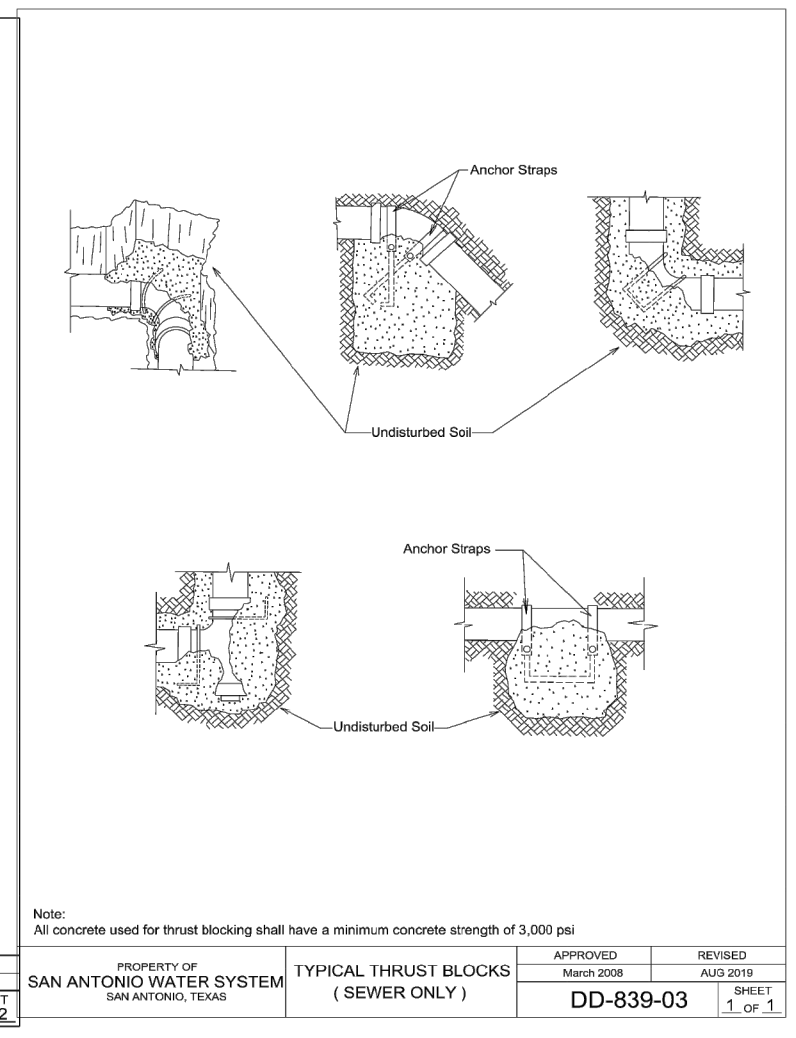 Anchor Straps
Undisturbed Soil
Anchor Straps
Undisturbed Soil
Note:
All concrete used for thrust blocking shall have a minimum concrete strength of 3,000 psi
PROPERTY OF
SAN ANTONIO WATER SYSTEM
SAN ANTONIO, TEXAS
TYPICAL THRUST BLOCKS
( SEWER ONLY )
APPROVED
March 2008
REVISED
AUG 2019
DD-839-03
SHEET
1 OF 1
T
2